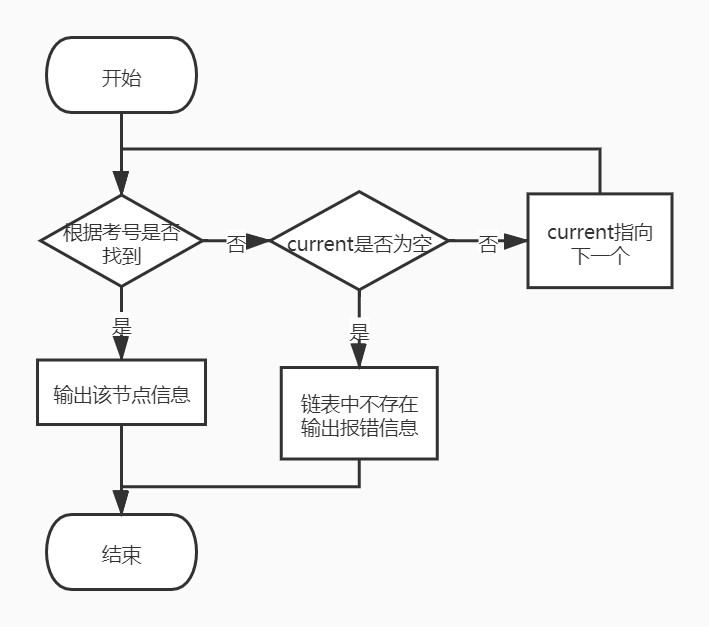 开始
根据考号是否
找到
否
current是否为空
否
current指向
下一个
是
是
输出该节点信息
链表中不存在
输出报错信息
结束